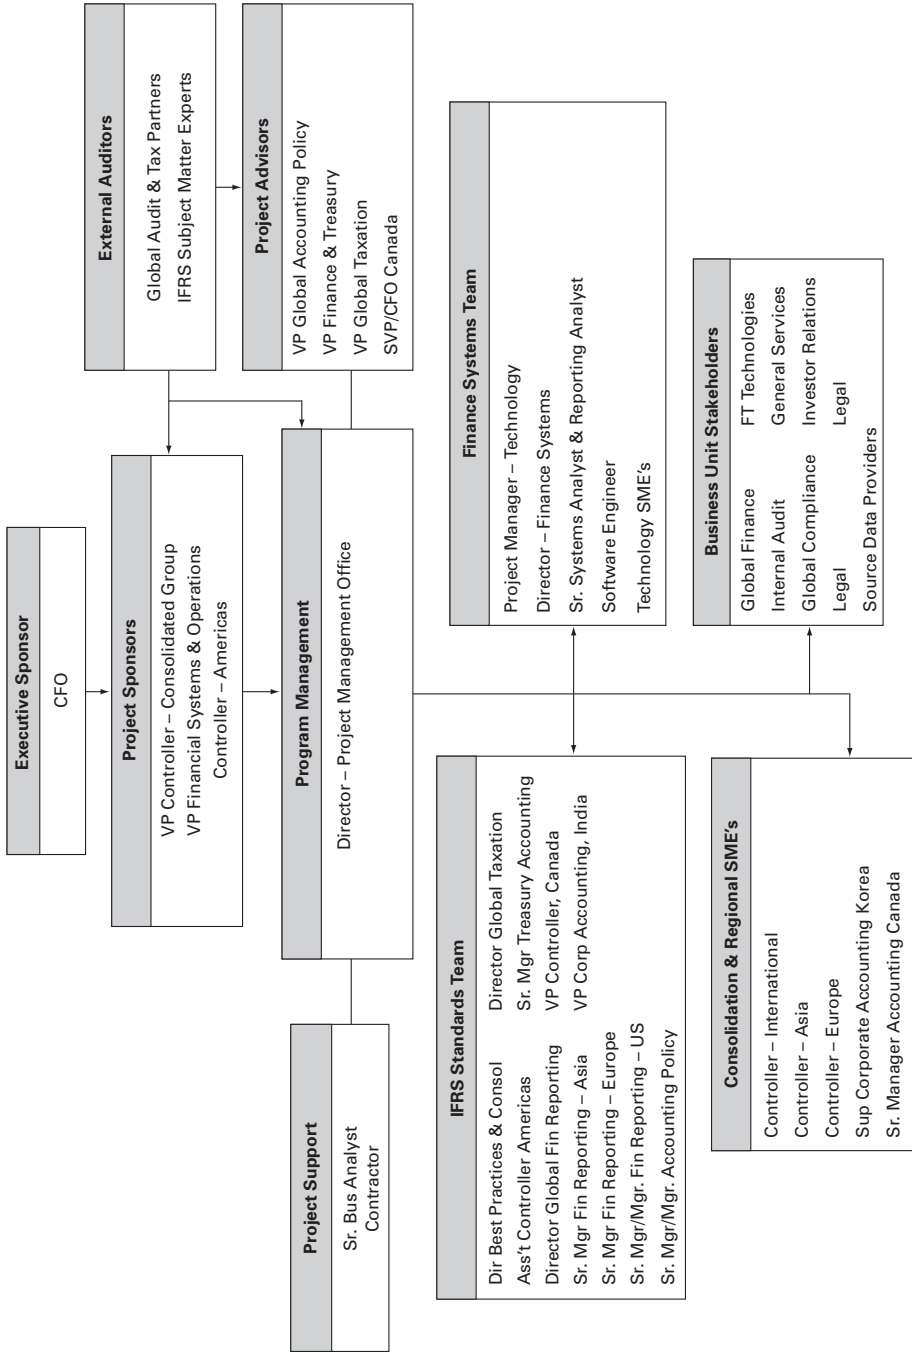 Executive Sponsor
CFO
External Auditors
Global Audit & Tax Partners
IFRS Subject Matter Experts
Project Sponsors
VP Controller – Consolidated Group
VP Financial Systems & Operations
Controller – Americas
Project Support
Sr. Bus Analyst
Contractor
Program Management
Director – Project Management Office
Project Advisors
VP Global Accounting Policy
VP Finance & Treasury
VP Global Taxation
SVP/CFO Canada
IFRS Standards Team
Dir Best Practices & Consol
Ass't Controller Americas
Director Global Fin Reporting
Sr. Mgr Fin Reporting – Asia
Sr. Mgr Fin Reporting – Europe
Sr. Mgr/Mgr. Fin Reporting – US
Sr. Mgr/Mgr. Accounting Policy
Director Global Taxation
Sr. Mgr Treasury Accounting
VP Controller, Canada
VP Corp Accounting, India
Finance Systems Team
Project Manager – Technology
Director – Finance Systems
Sr. Systems Analyst & Reporting Analyst
Software Engineer
Technology SME's
Consolidation & Regional SME's
Controller – International
Controller – Asia
Controller – Europe
Sup Corporate Accounting Korea
Sr. Manager Accounting Canada
Business Unit Stakeholders
Global Finance
Internal Audit
Global Compliance
Legal
Source Data Providers
FT Technologies
General Services
Investor Relations
Legal